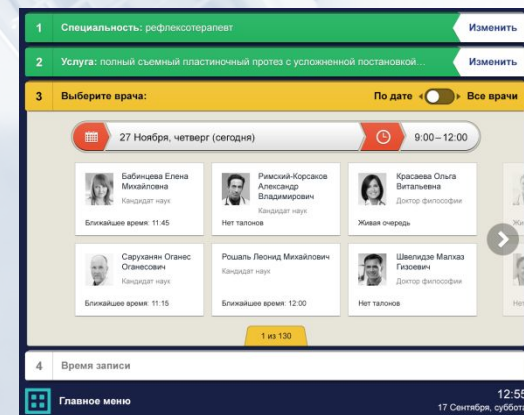 1 Специальность: рефлексотерапевт Изменить
2 Услуга: полный съемный пластиночный протез с усложненной постановкой... Изменить
3 Выберите врача: По дате Все врачи
27 Ноября, четверг (сегодня) 9:00–12:00
Бабинцева Елена
Михайловна
Кандидат наук
Ближайшее время: 11:45
Римский-Корсаков
Александр
Владимирович
Кандидат наук
Нет талонов
Красаева Ольга
Витальевна
Доктор философии
Живая очередь
Саруханян Оганес
Оганесович
Кандидат наук
Ближайшее время: 11:15
Рошаль Леонид Михайлович
Кандидат наук
Ближайшее время: 12:00
Швелидзе Малхаз
Гизоевич
Доктор философии
Нет талонов
1 из 130
4 Время записи
Главное меню
12:55
17 Сентября, суббота